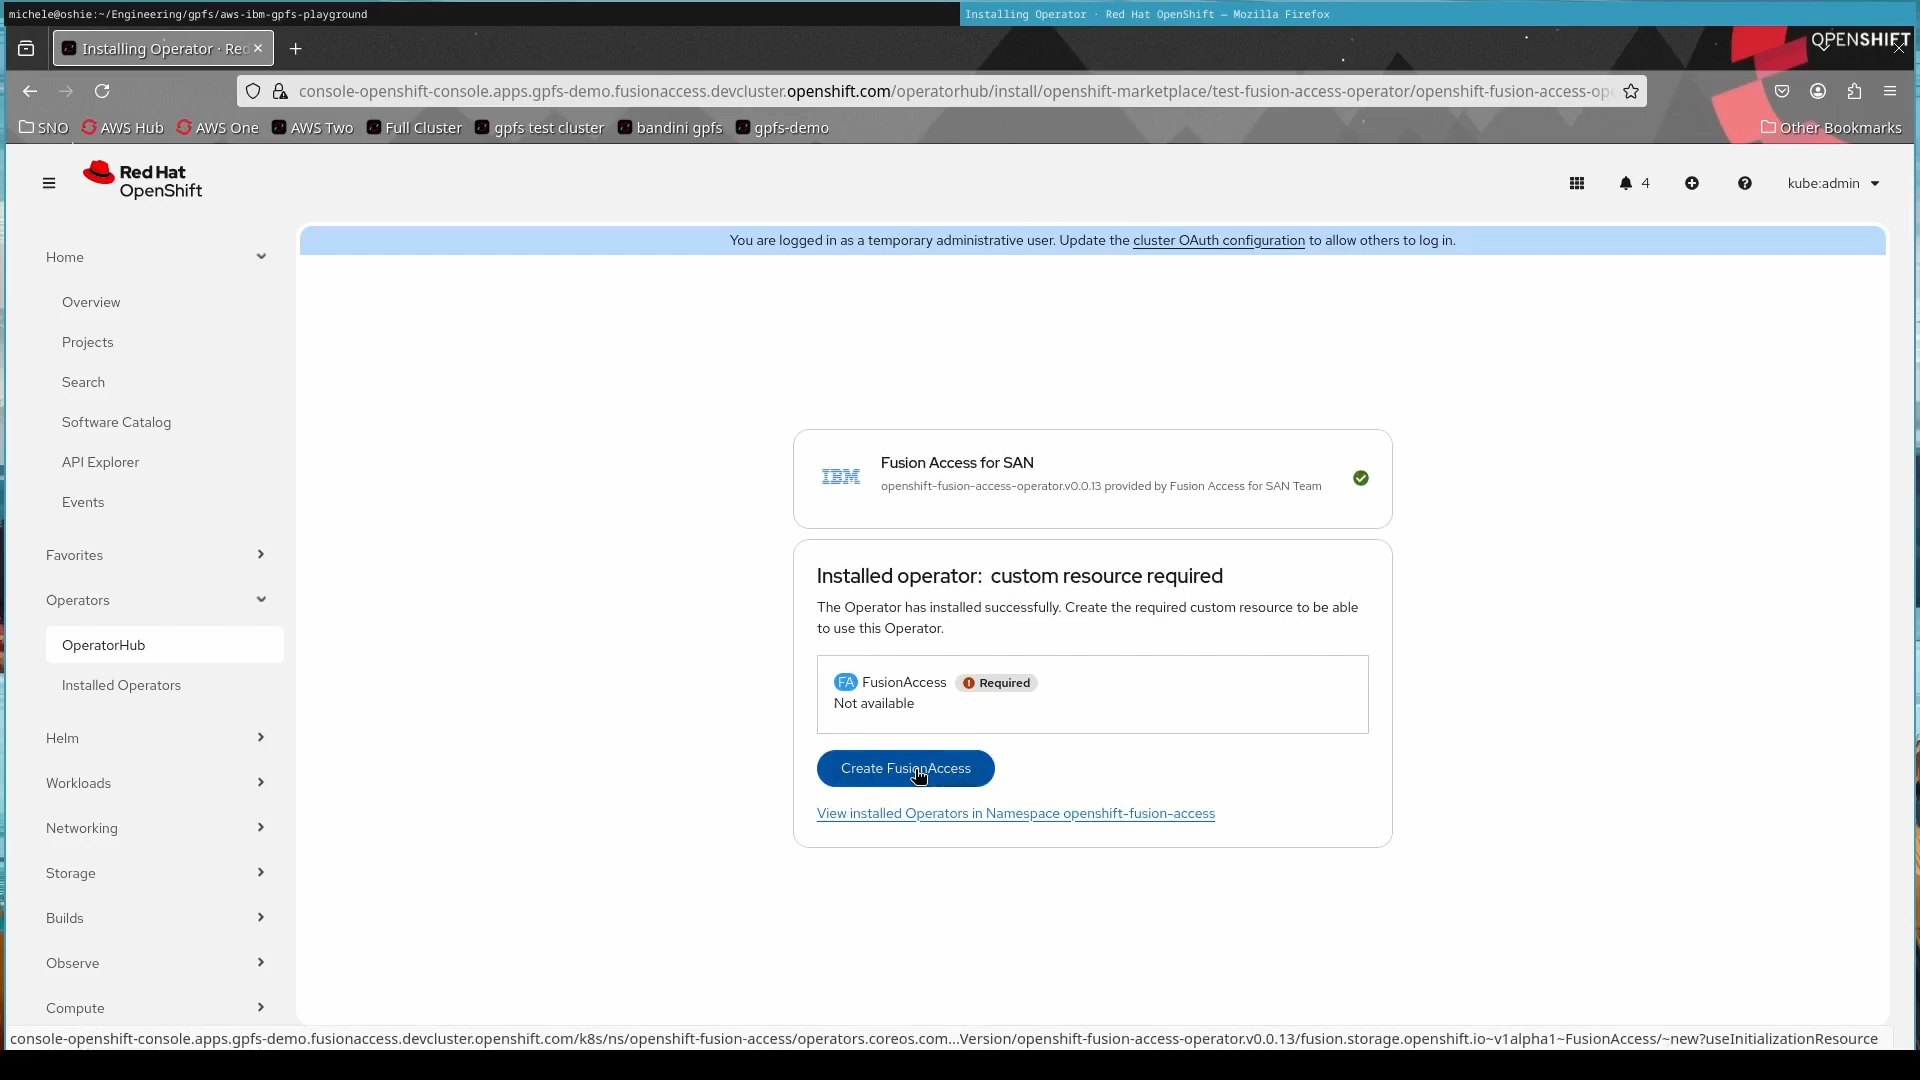 michele@oshie:~/Engineering/gpfs/aws-ibm-gpfs-playground
Installing Operator · Red Hat OpenShift — Mozilla Firefox
Installing Operator · Red
OPENSHIFT
console-openshift-console.apps.gpfs-demo.fusionaccess.devcluster.openshift.com/operatorhub/install/openshift-marketplace/test-fusion-access-operator/openshift-fusion-access-op
SNO
AWS Hub
AWS One
AWS Two
Full Cluster
gpfs test cluster
bandini gpfs
gpfs-demo
Other Bookmarks
Red Hat
OpenShift
4
kube:admin
You are logged in as a temporary administrative user. Update the cluster OAuth configuration to allow others to log in.
Home
Overview
Projects
Search
Software Catalog
API Explorer
Events
Favorites
Operators
OperatorHub
Installed Operators
Helm
Workloads
Networking
Storage
Builds
Observe
Compute
IBM
Fusion Access for SAN
openshift-fusion-access-operator.v0.0.13 provided by Fusion Access for SAN Team
Installed operator: custom resource required
The Operator has installed successfully. Create the required custom resource to be able
to use this Operator.
FA FusionAccess Required
Not available
Create FusionAccess
View installed Operators in Namespace openshift-fusion-access
console-openshift-console.apps.gpfs-demo.fusionaccess.devcluster.openshift.com/k8s/ns/openshift-fusion-access/operators.coreos.com...Version/openshift-fusion-access-operator.v0.0.13/fusion.storage.openshift.io~v1alpha1~FusionAccess/~new?useInitializationResource